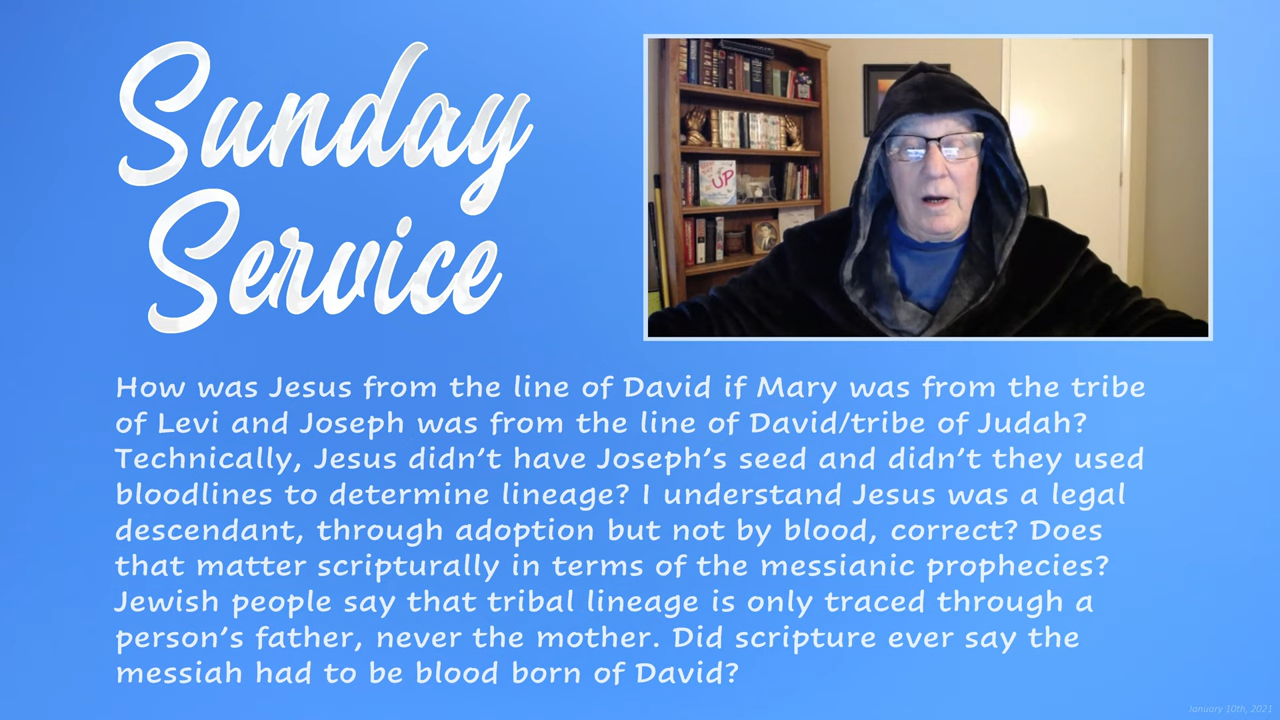 Sunday
Service
UP
How was Jesus from the line of David if Mary was from the tribe
of Levi and Joseph was from the line of David/tribe of Judah?
Technically, Jesus didn’t have Joseph’s seed and didn’t they used
bloodlines to determine lineage? I understand Jesus was a legal
descendant, through adoption but not by blood, correct? Does
that matter scripturally in terms of the messianic prophecies?
Jewish people say that tribal lineage is only traced through a
person’s father, never the mother. Did scripture ever say the
messiah had to be blood born of David?
January 10th, 2021